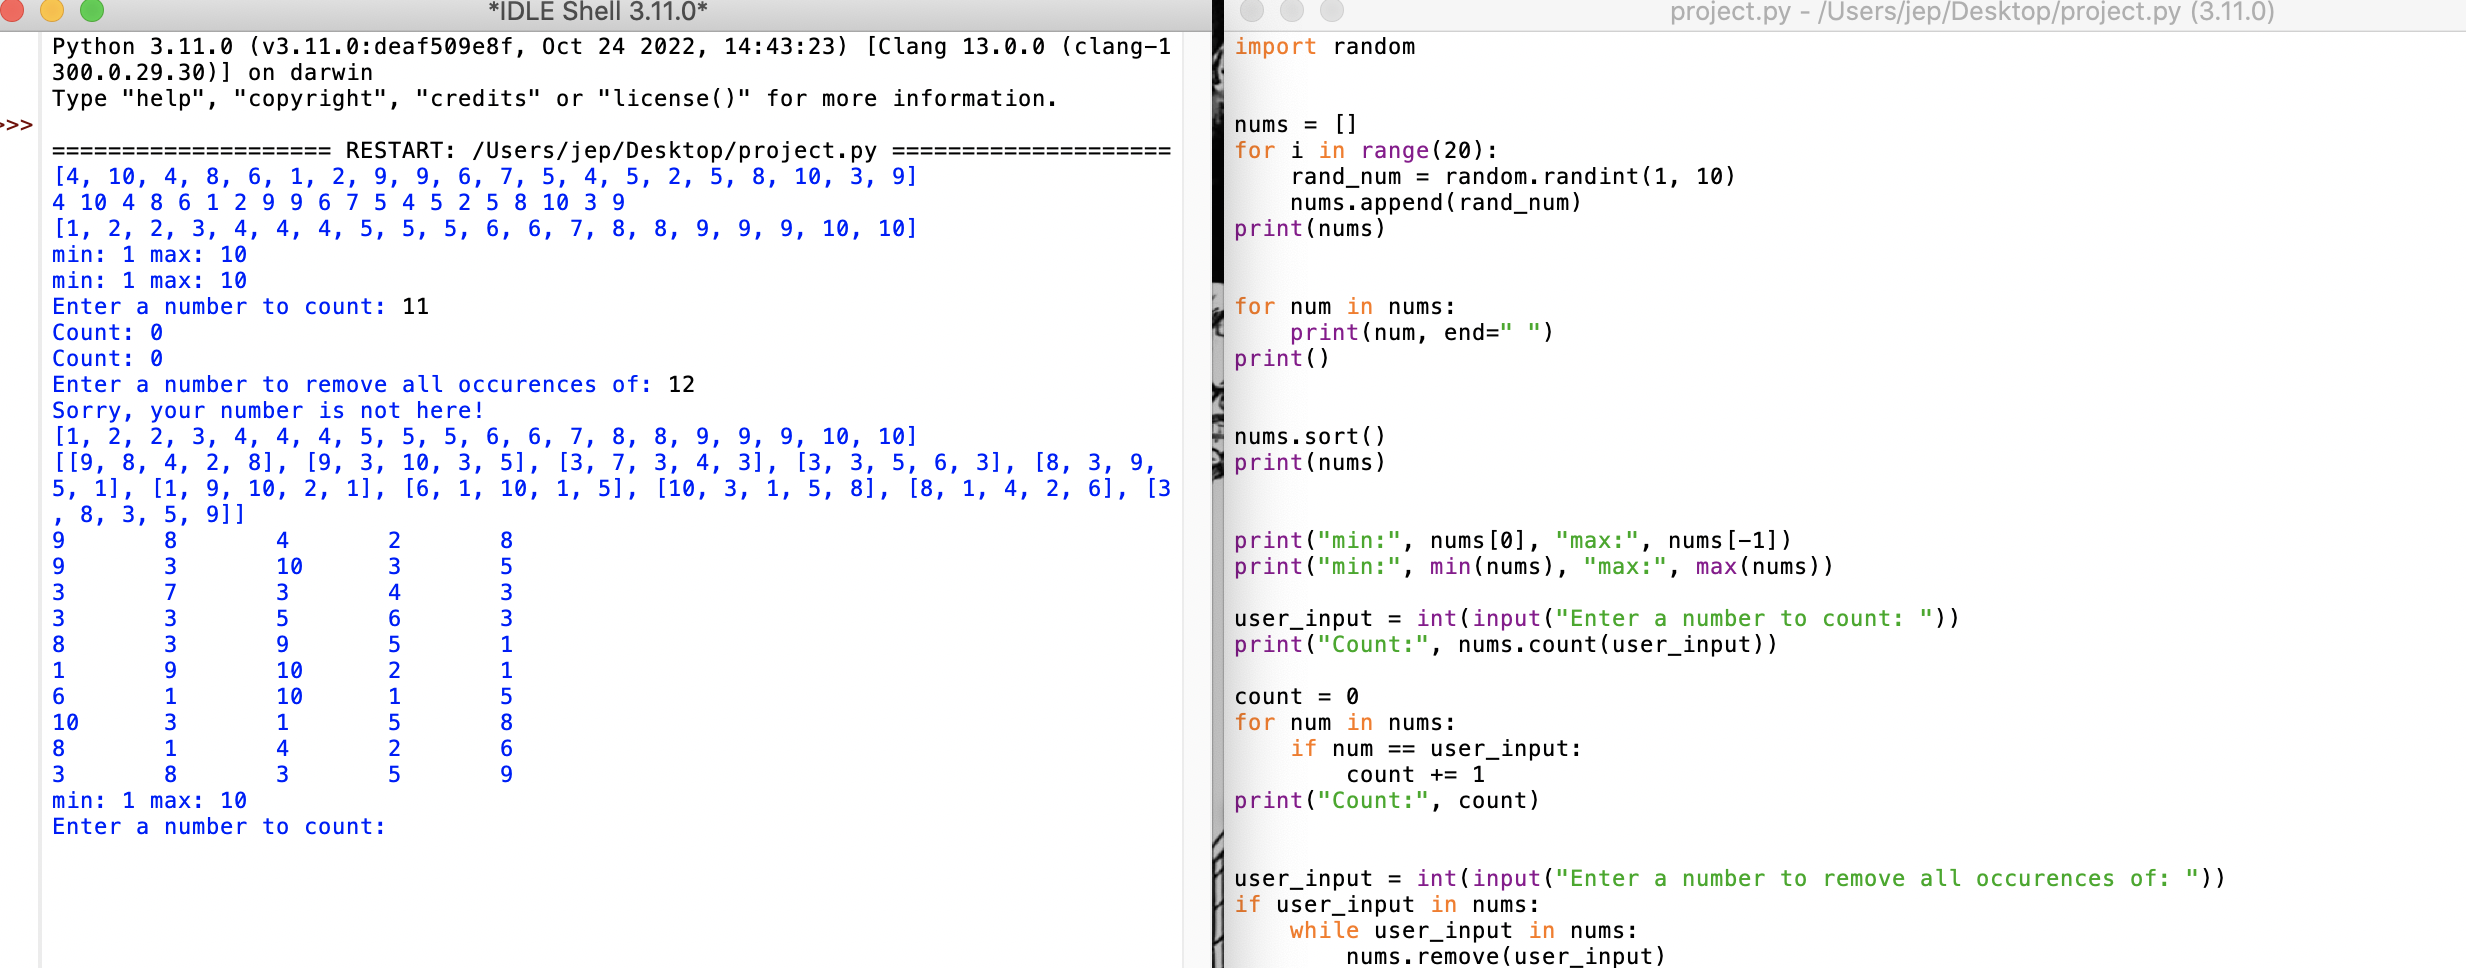 *IDLE Shell 3.11.0*
Python 3.11.0 (v3.11.0:deaf509e8f, Oct 24 2022, 14:43:23) [Clang 13.0.0 (clang-1
300.0.29.30)] on darwin
Type "help", "copyright", "credits" or "license()" for more information.
>>>
==================== RESTART: /Users/jep/Desktop/project.py ====================
[4, 10, 4, 8, 6, 1, 2, 9, 9, 6, 7, 5, 4, 5, 2, 5, 8, 10, 3, 9]
4 10 4 8 6 1 2 9 9 6 7 5 4 5 2 5 8 10 3 9
[1, 2, 2, 3, 4, 4, 4, 5, 5, 5, 6, 6, 7, 8, 8, 9, 9, 9, 10, 10]
min: 1 max: 10
min: 1 max: 10
Enter a number to count: 11
Count: 0
Count: 0
Enter a number to remove all occurences of: 12
Sorry, your number is not here!
[1, 2, 2, 3, 4, 4, 4, 5, 5, 5, 6, 6, 7, 8, 8, 9, 9, 9, 10, 10]
[[9, 8, 4, 2, 8], [9, 3, 10, 3, 5], [3, 7, 3, 4, 3], [3, 3, 5, 6, 3], [8, 3, 9,
5, 1], [1, 9, 10, 2, 1], [6, 1, 10, 1, 5], [10, 3, 1, 5, 8], [8, 1, 4, 2, 6], [3
, 8, 3, 5, 9]]
9 8 4 2 8
9 3 10 3 5
3 7 3 4 3
3 3 5 6 3
8 3 9 5 1
1 9 10 2 1
6 1 10 1 5
10 3 1 5 8
8 1 4 2 6
3 8 3 5 9
min: 1 max: 10
Enter a number to count:
project.py - /Users/jep/Desktop/project.py (3.11.0)
import random
nums = []
for i in range(20):
    rand_num = random.randint(1, 10)
    nums.append(rand_num)
print(nums)
for num in nums:
    print(num, end=" ")
print()
nums.sort()
print(nums)
print("min:", nums[0], "max:", nums[-1])
print("min:", min(nums), "max:", max(nums))
user_input = int(input("Enter a number to count: "))
print("Count:", nums.count(user_input))
count = 0
for num in nums:
    if num == user_input:
        count += 1
print("Count:", count)
user_input = int(input("Enter a number to remove all occurences of: "))
if user_input in nums:
    while user_input in nums:
        nums.remove(user_input)